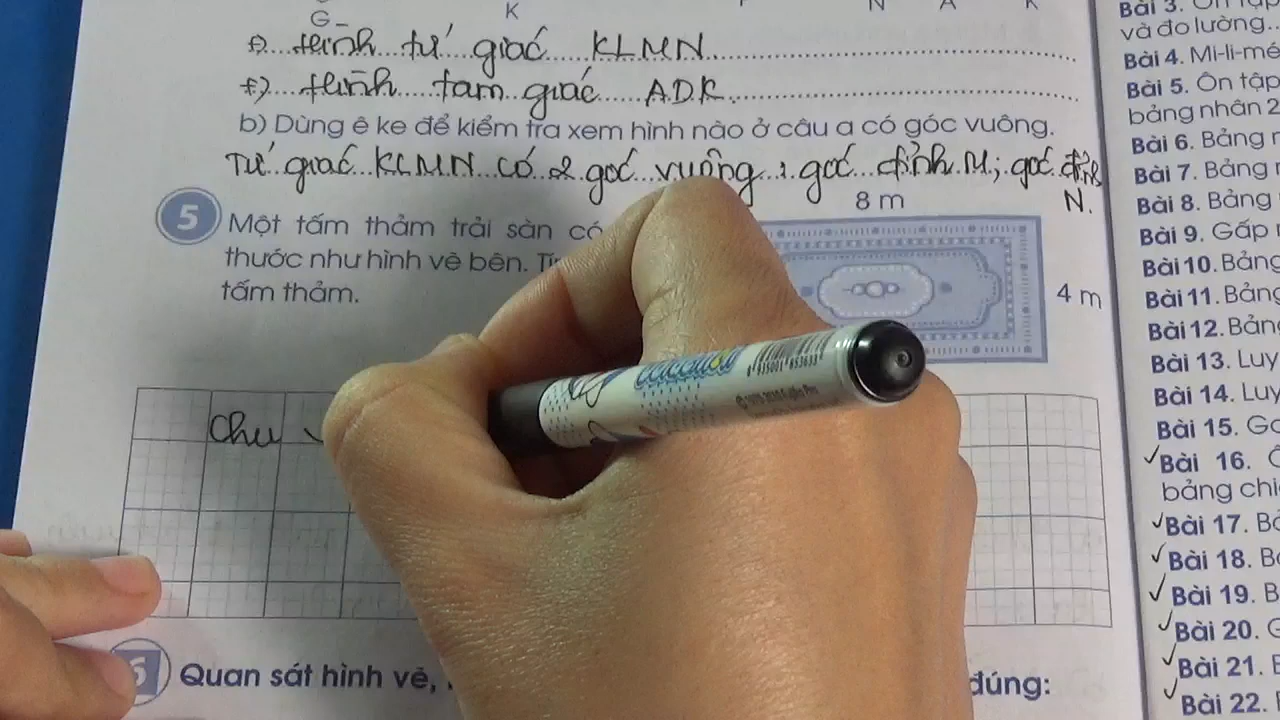 G
K
N A K
Bài 3. Ôn tập
và đo lường..
e).... Hình tứ giác KLMN
Bài 4. Mi-li-mé
f).... Hình tam giác ADK
Bài 5. Ôn tập
bảng nhân 2
b) Dùng ê ke để kiểm tra xem hình nào ở câu a có góc vuông.
Bài 6. Bảng n
Tứ giác KLMN có 2 góc vuông : góc đỉnh M; góc đỉnh
N.
Bài 7. Bảng
8 m
Bài 8. Bảng
5 Một tấm thảm trải sàn có
Bài 9. Gấp
thước như hình vẽ bên. Tí
Bài 10. Bảng
tấm thảm.
4 m
Bài 11. Bảng
Bài 12. Bảng
Bài 13. Luy
Bài 14. Luy
Chu
Bài 15. Gó
Bài 16.
bảng chi
Bài 17.
Bài 18.
Bài 19. B
Bài 20.
6 Quan sát hình vẽ,
đúng:
Bài 21.
Bài 22.